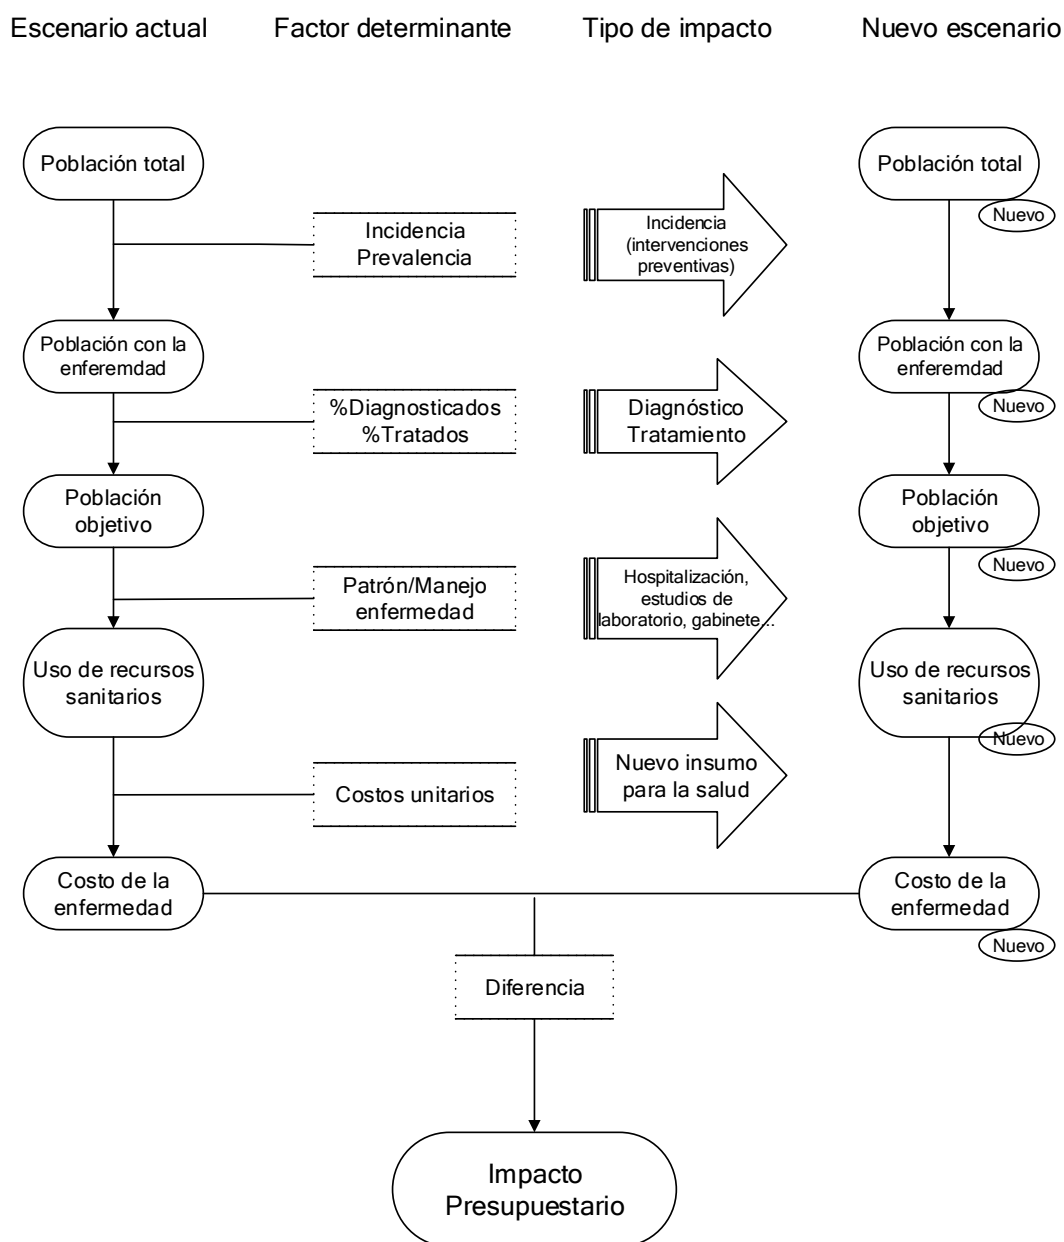 Escenario actual
Factor determinante
Tipo de impacto
Nuevo escenario
Población total
Población total
Nuevo
Incidencia
Prevalencia
Incidencia
(intervenciones
preventivas)
Población con la
enferemdad
Población con la
enferemdad
Nuevo
%Diagnosticados
%Tratados
Diagnóstico
Tratamiento
Población
objetivo
Población
objetivo
Nuevo
Patrón/Manejo
enfermedad
Hospitalización,
estudios de
laboratorio, gabinete...
Uso de recursos
sanitarios
Uso de recursos
sanitarios
Nuevo
Costos unitarios
Nuevo insumo
para la salud
Costo de la
enfermedad
Costo de la
enfermedad
Nuevo
Diferencia
Impacto
Presupuestario